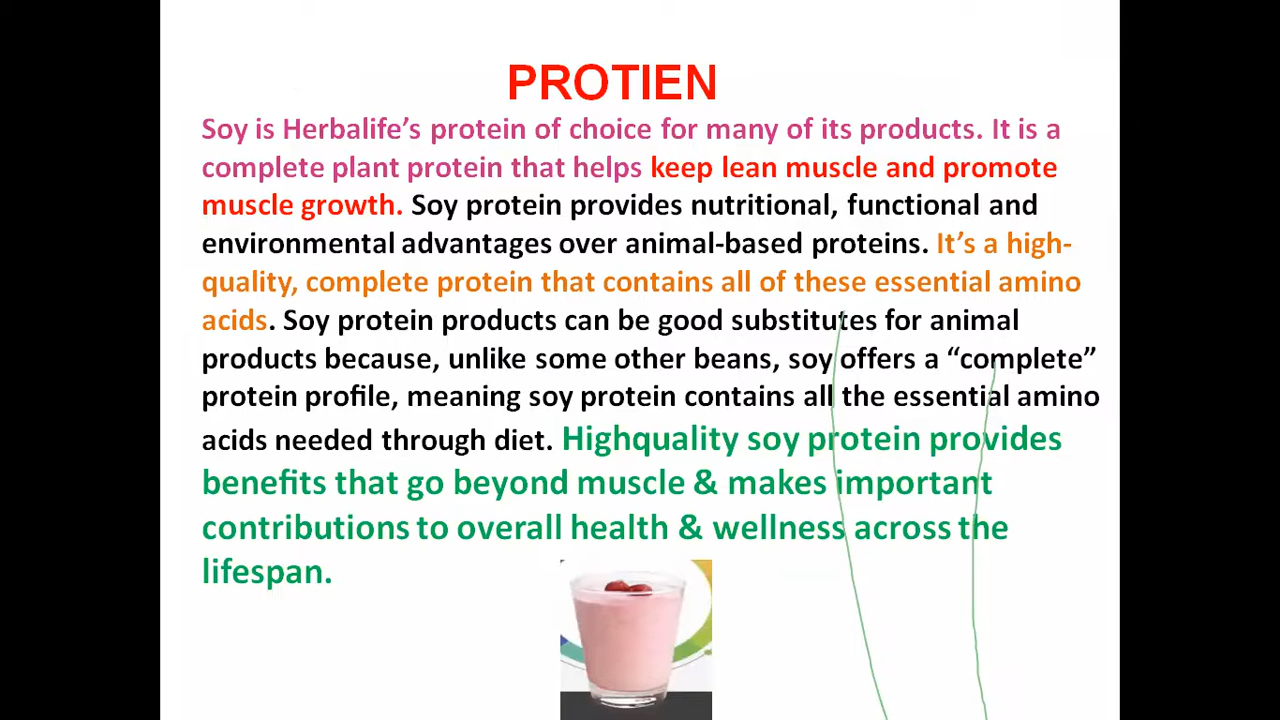 PROTIEN
Soy is Herbalife’s protein of choice for many of its products. It is a
complete plant protein that helps keep lean muscle and promote
muscle growth. Soy protein provides nutritional, functional and
environmental advantages over animal-based proteins. It’s a high-
quality, complete protein that contains all of these essential amino
acids. Soy protein products can be good substitutes for animal
products because, unlike some other beans, soy offers a “complete”
protein profile, meaning soy protein contains all the essential amino
acids needed through diet. Highquality soy protein provides
benefits that go beyond muscle & makes important
contributions to overall health & wellness across the
lifespan.